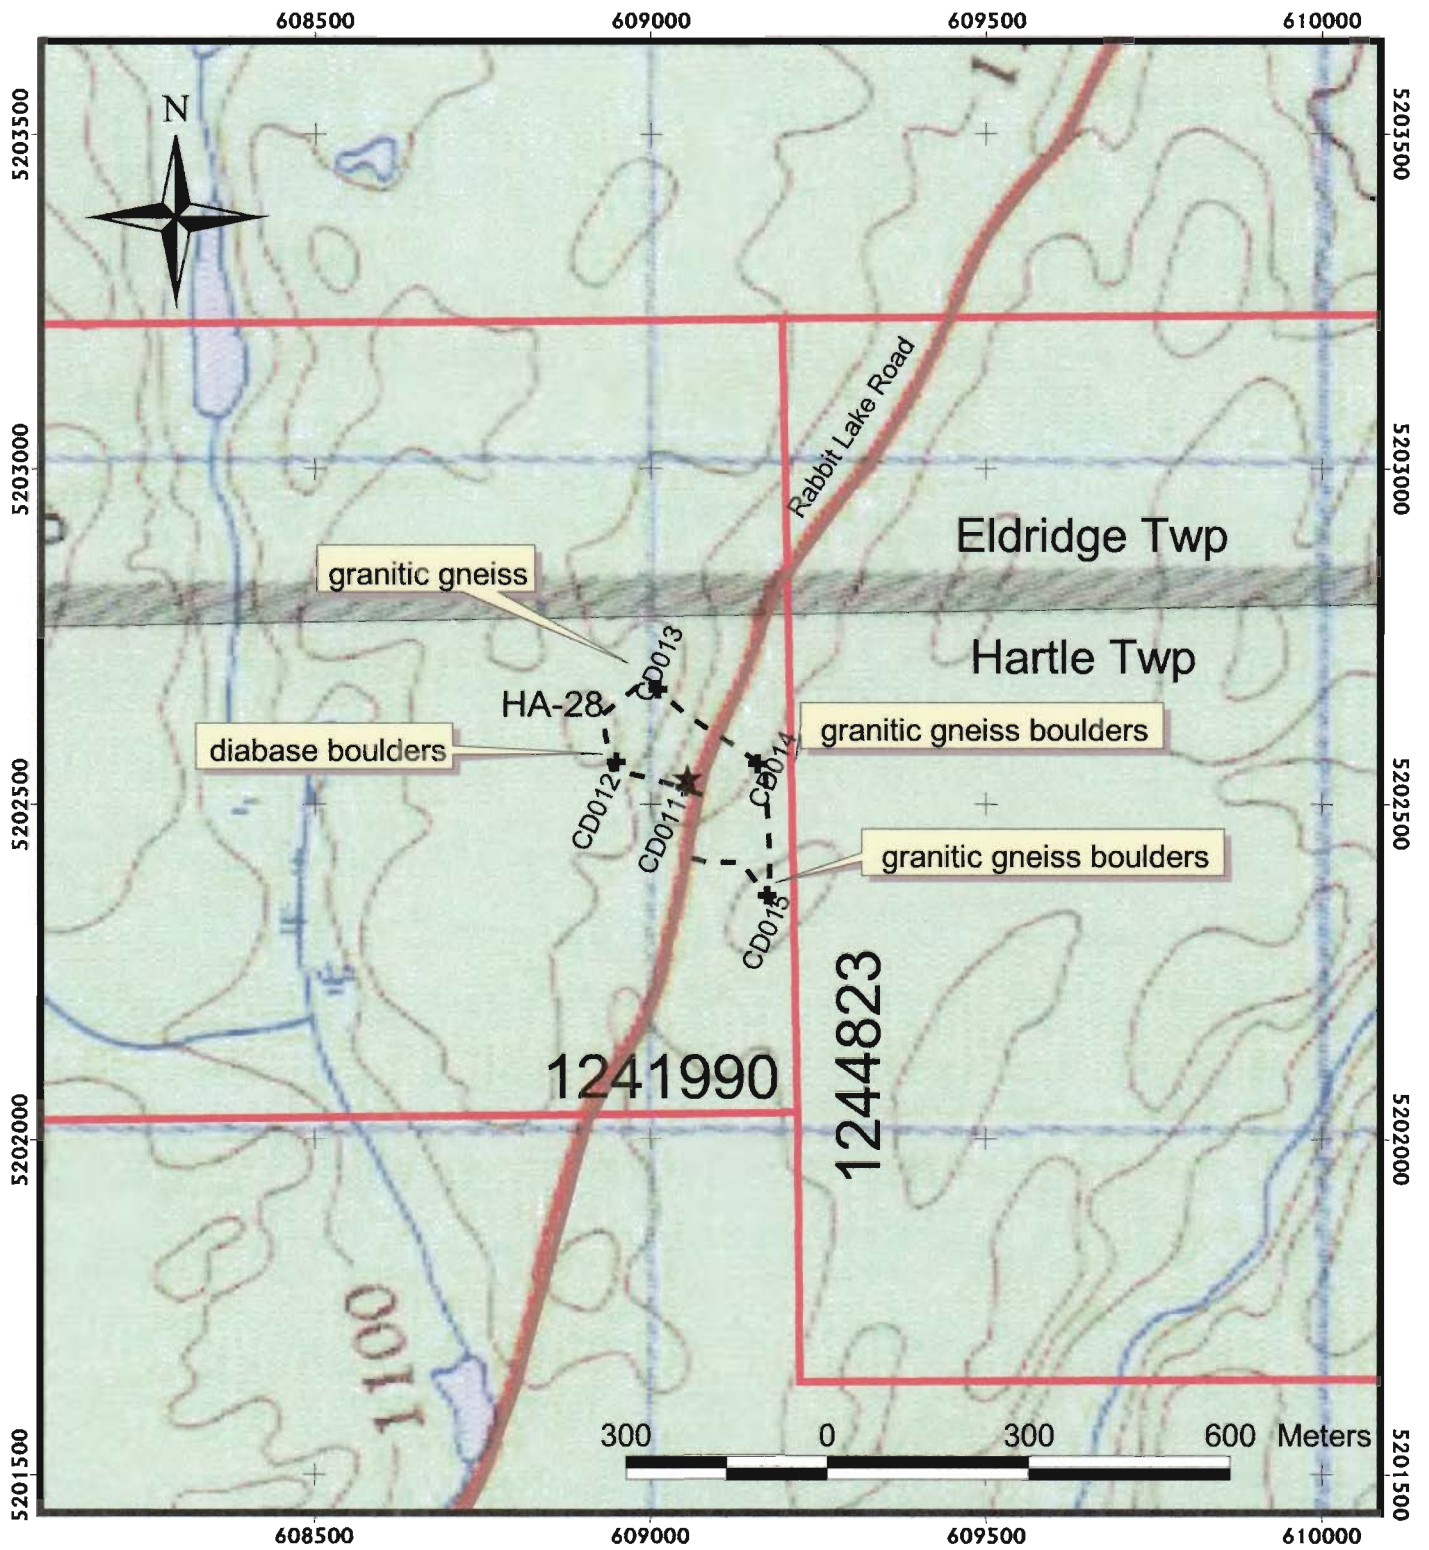 608500 609000 609500 610000
5203500
5203500
N
1
Rabbit Lake Road
5203000
5203000
Eldridge Twp
granitic gneiss
Hartle Twp
CD013
HA-28
granitic gneiss boulders
diabase boulders
CD014
CD012
CD011
5202500
5202500
granitic gneiss boulders
CD015
1244823
1241990
5202000
5202000
1100
300 0 300 600 Meters
5201500
5201500
608500 609000 609500 610000